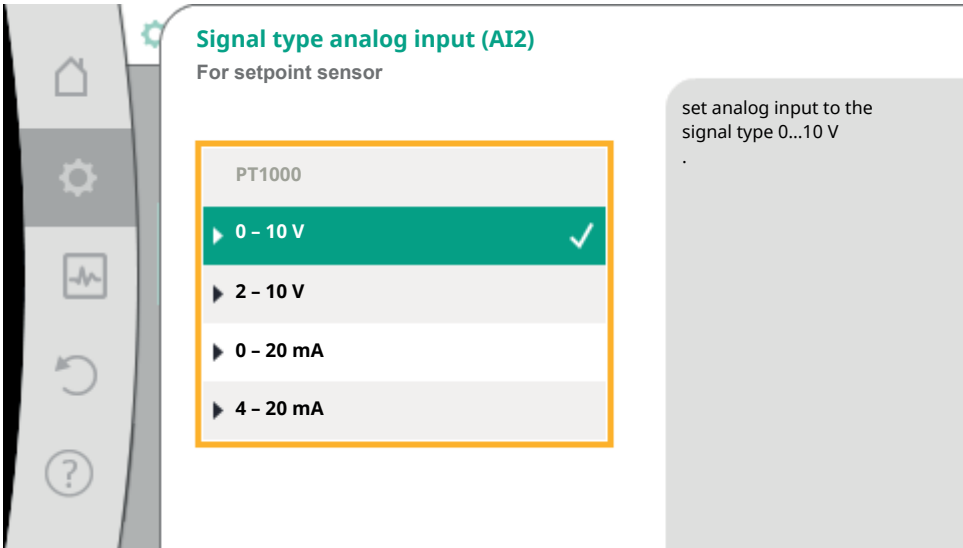 Signal type analog input (AI2)
For setpoint sensor
set analog input to the
signal type 0...10 V
.
PT1000
0 – 10 V
2 – 10 V
0 – 20 mA
4 – 20 mA
?